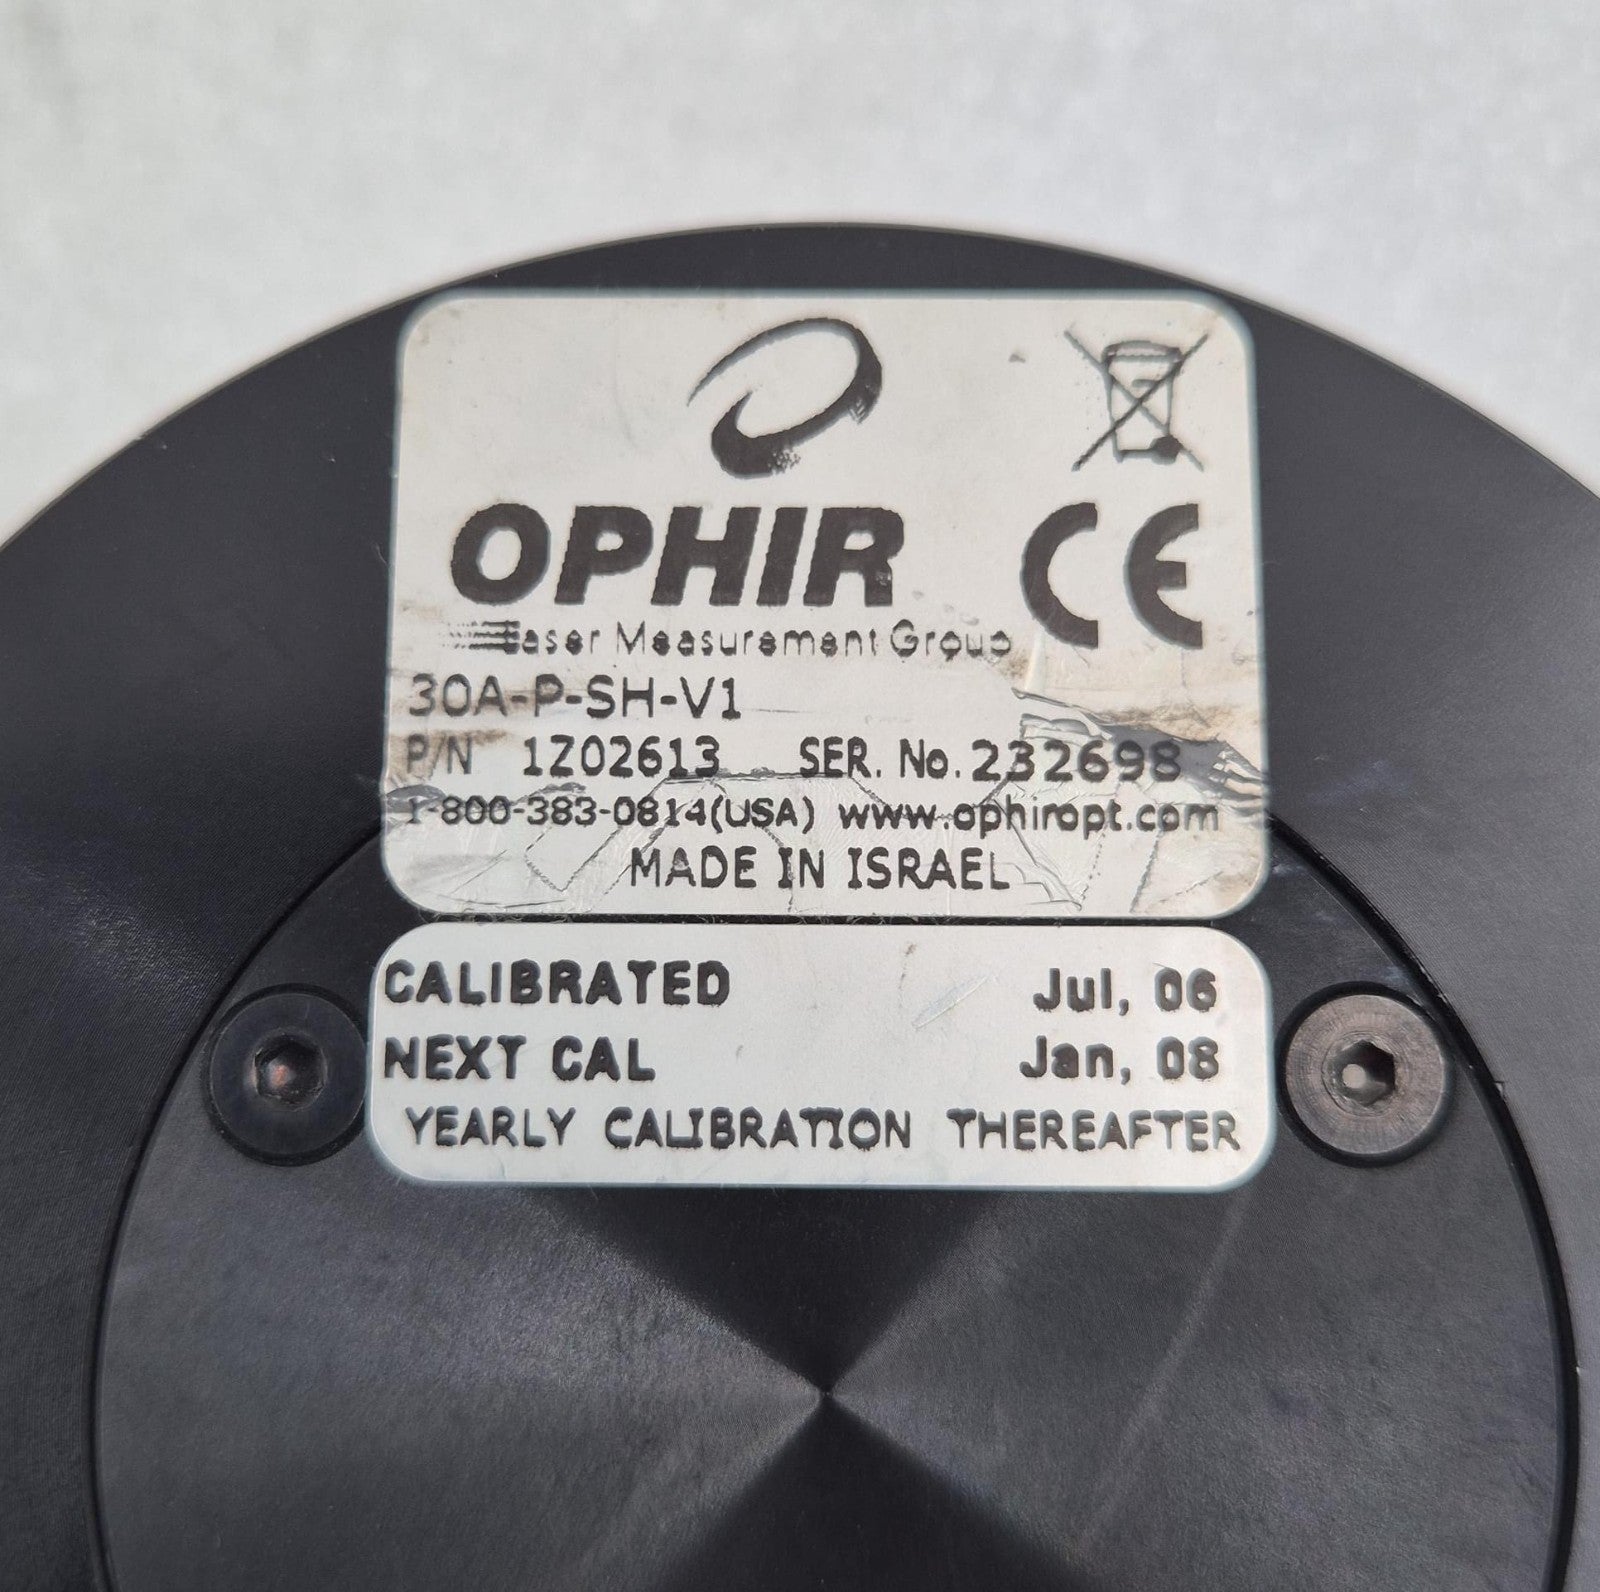 OPHIR
Laser Measurement Group
CE
30A-P-SH-V1
P/N 1Z02613 SER. No. 232698
1-800-383-0814(USA) www.ophiropt.com
MADE IN ISRAEL
CALIBRATED Jul, 06
NEXT CAL Jan, 08
YEARLY CALIBRATION THEREAFTER